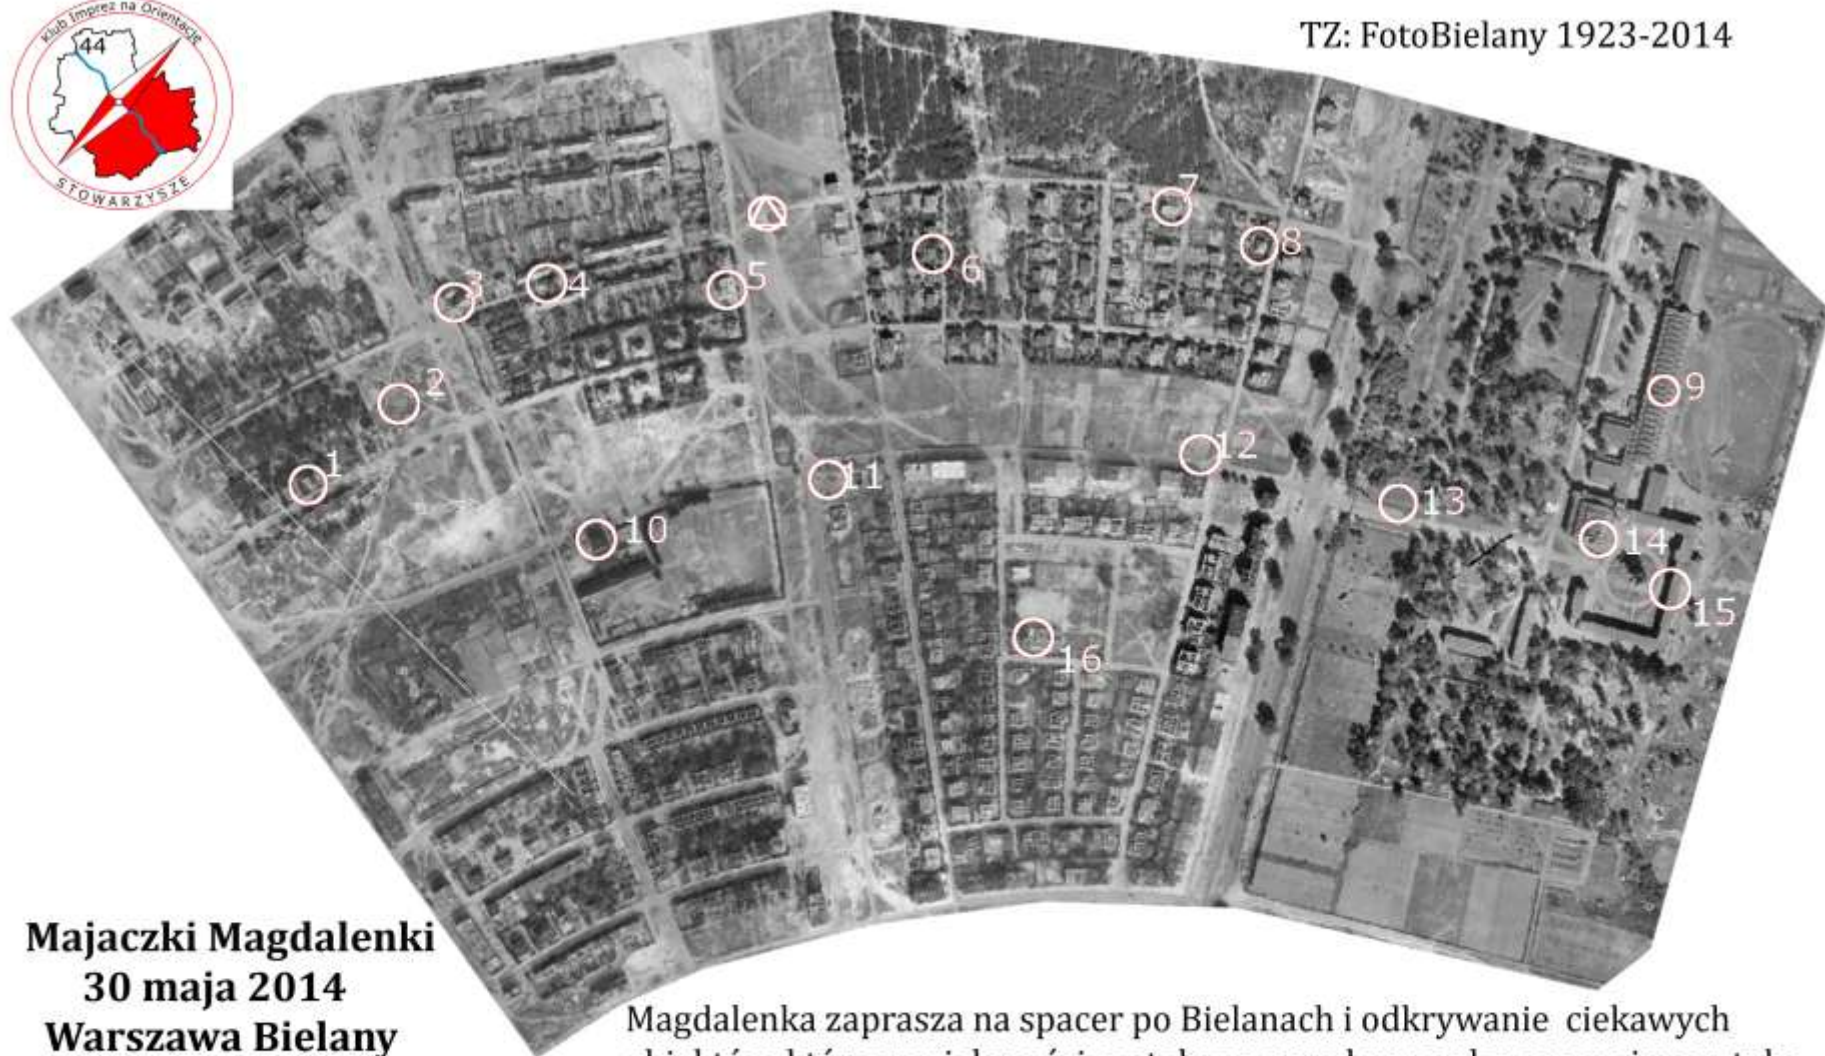 Klub Imprez na Orientację
44
STOWARZYSZE
TZ: FotoBielany 1923-2014
1
2
3
4
5
6
7
8
9
10
11
12
13
14
15
16
Majaczki Magdalenki
30 maja 2014
Warszawa Bielany
Magdalenka zaprasza na spacer po Bielanach i odkrywanie ciekawych